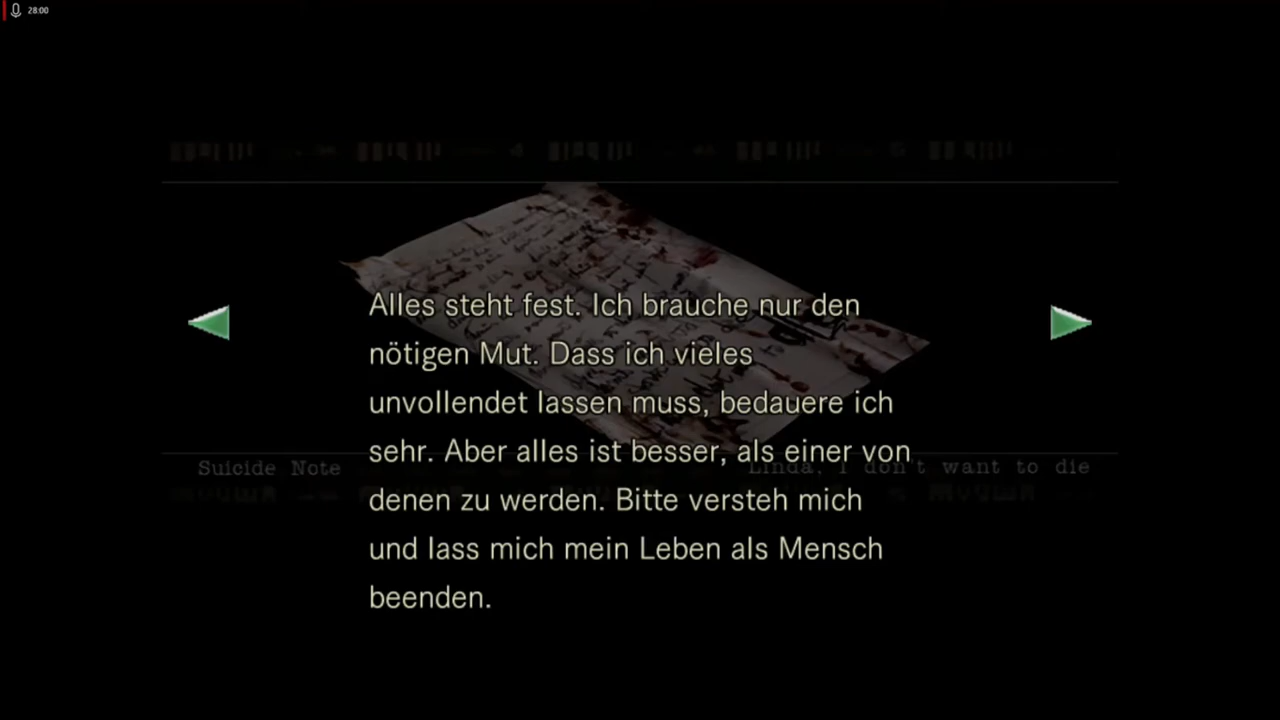 28:00
Alles steht fest. Ich brauche nur den
nötigen Mut. Dass ich vieles
unvollendet lassen muss, bedauere ich
sehr. Aber alles ist besser, als einer von
denen zu werden. Bitte versteh mich
und lass mich mein Leben als Mensch
beenden.
Suicide Note
Linda, I don't want to die